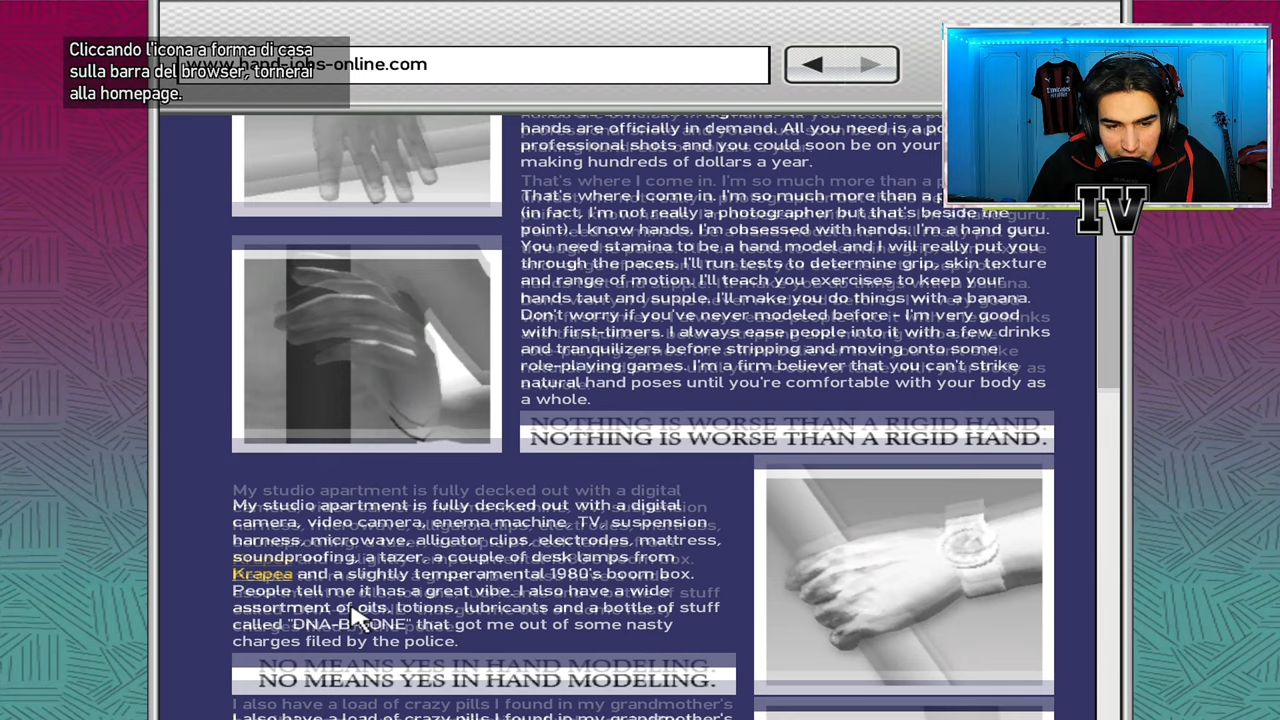 Cliccando l'icona a forma di casa
sulla barra del browser, tornerai
alla homepage.
www.hand-jobs-online.com
IV
hands are officially in demand. All you need is a
professional shots and you could soon be on your
making hundreds of dollars a year.
That's where I come in. I'm so much more than a
(in fact, I'm not really a photographer but that's beside the
point). I know hands. I'm obsessed with hands. I'm a hand guru.
You need stamina to be a hand model and I will really put you
through the paces. I'll run tests to determine grip, skin texture
and range of motion. I'll teach you exercises to keep your
hands taut and supple. I'll make you do things with a banana.
Don't worry if you've never modeled before - I'm very good
with first-timers. I always ease people into it with a few drinks
and tranquilizers before stripping and moving onto some
role-playing games. I'm a firm believer that you can't strike
natural hand poses until you're comfortable with your body as
a whole.
NOTHING IS WORSE THAN A RIGID HAND.
My studio apartment is fully decked out with a digital
camera, video camera, enema machine, TV, suspension
harness, microwave, alligator clips, electrodes, mattress,
soundproofing, a tazer, a couple of desk lamps from
Krapea and a slightly temperamental 1980's boom box.
People tell me it has a great vibe. I also have a wide
assortment of oils, lotions, lubricants and a bottle of stuff
called "DNA-B-GONE" that got me out of some nasty
charges filed by the police.
NO MEANS YES IN HAND MODELING.
I also have a load of crazy pills I found in my grandmother's